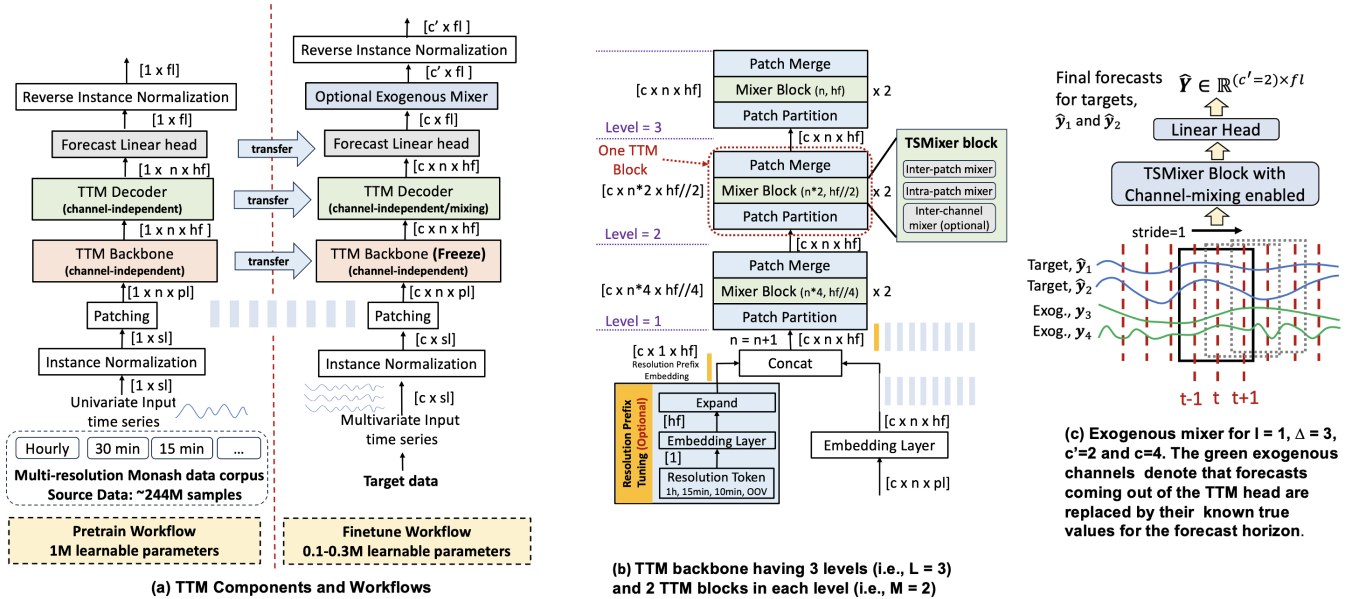 [1 x fl]
Reverse Instance Normalization
[1 x fl]
Forecast Linear head
[1 x n x hf]
TTM Decoder
(channel-independent)
[1 x n x hf]
TTM Backbone
(channel-independent)
[1 x n x pl]
Patching
[1 x sl]
Instance Normalization
[1 x sl]
Univariate Input
time series
Hourly
30 min
15 min
...
Multi-resolution Monash data corpus
Source Data: ~244M samples
Pretrain Workflow
1M learnable parameters
transfer
transfer
transfer
[c' x fl ]
Reverse Instance Normalization
[c' x fl ]
Optional Exogenous Mixer
[c x fl]
Forecast Linear head
[c x n x hf]
TTM Decoder
(channel-independent/mixing)
[c x n x hf]
TTM Backbone (Freeze)
(channel-independent)
[c x n x pl]
Patching
[c x sl]
Instance Normalization
[c x sl]
Multivariate Input
time series
Target data
Finetune Workflow
0.1-0.3M learnable parameters
(a) TTM Components and Workflows
Patch Merge
[c x n x hf]
Mixer Block (n, hf)
x 2
Patch Partition
Level = 3
[c x n x hf]
One TTM
Block
Patch Merge
[c x n*2 x hf//2]
Mixer Block (n*2, hf//2)
x 2
Patch Partition
Level = 2
[c x n x hf]
TSMixer block
Inter-patch mixer
Intra-patch mixer
Inter-channel
mixer (optional)
Patch Merge
[c x n*4 x hf//4]
Mixer Block (n*4, hf//4)
x 2
Patch Partition
Level = 1
n = n+1
[c x n x hf]
[c x 1 x hf]
Resolution Prefix
Embedding
Concat
Resolution Prefix
Tuning (Optional)
Expand
[hf]
Embedding Layer
[1]
Resolution Token
1h, 15min, 10min, OOV
[c x n x hf]
Embedding Layer
[c x n x pl]
(b) TTM backbone having 3 levels (i.e., L = 3)
and 2 TTM blocks in each level (i.e., M = 2)
Final forecasts
for targets,
ŷ₁ and ŷ₂
Ŷ ∈ ℝ^(c′=2)×fl
Linear Head
TSMixer Block with
Channel-mixing enabled
stride=1
Target, ŷ₁
Target, ŷ₂
Exog., y₃
Exog., y₄
t-1 t t+1
(c) Exogenous mixer for l = 1, Δ = 3,
c'=2 and c=4. The green exogenous
channels denote that forecasts
coming out of the TTM head are
replaced by their known true
values for the forecast horizon.